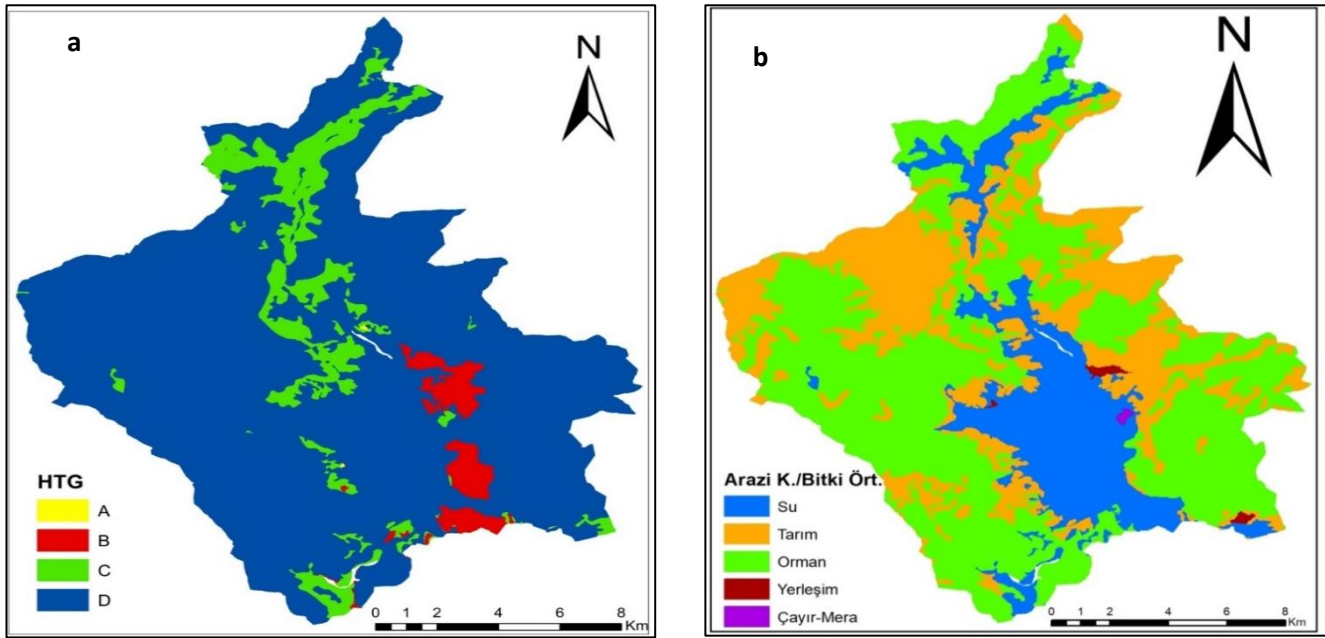 a
N
HTG
A
B
C
D
0 1 2 4 6 8
Km
b
N
Arazi K./Bitki Ört.
Su
Tarım
Orman
Yerleşim
Çayır-Mera
0 1 2 4 6 8
Km